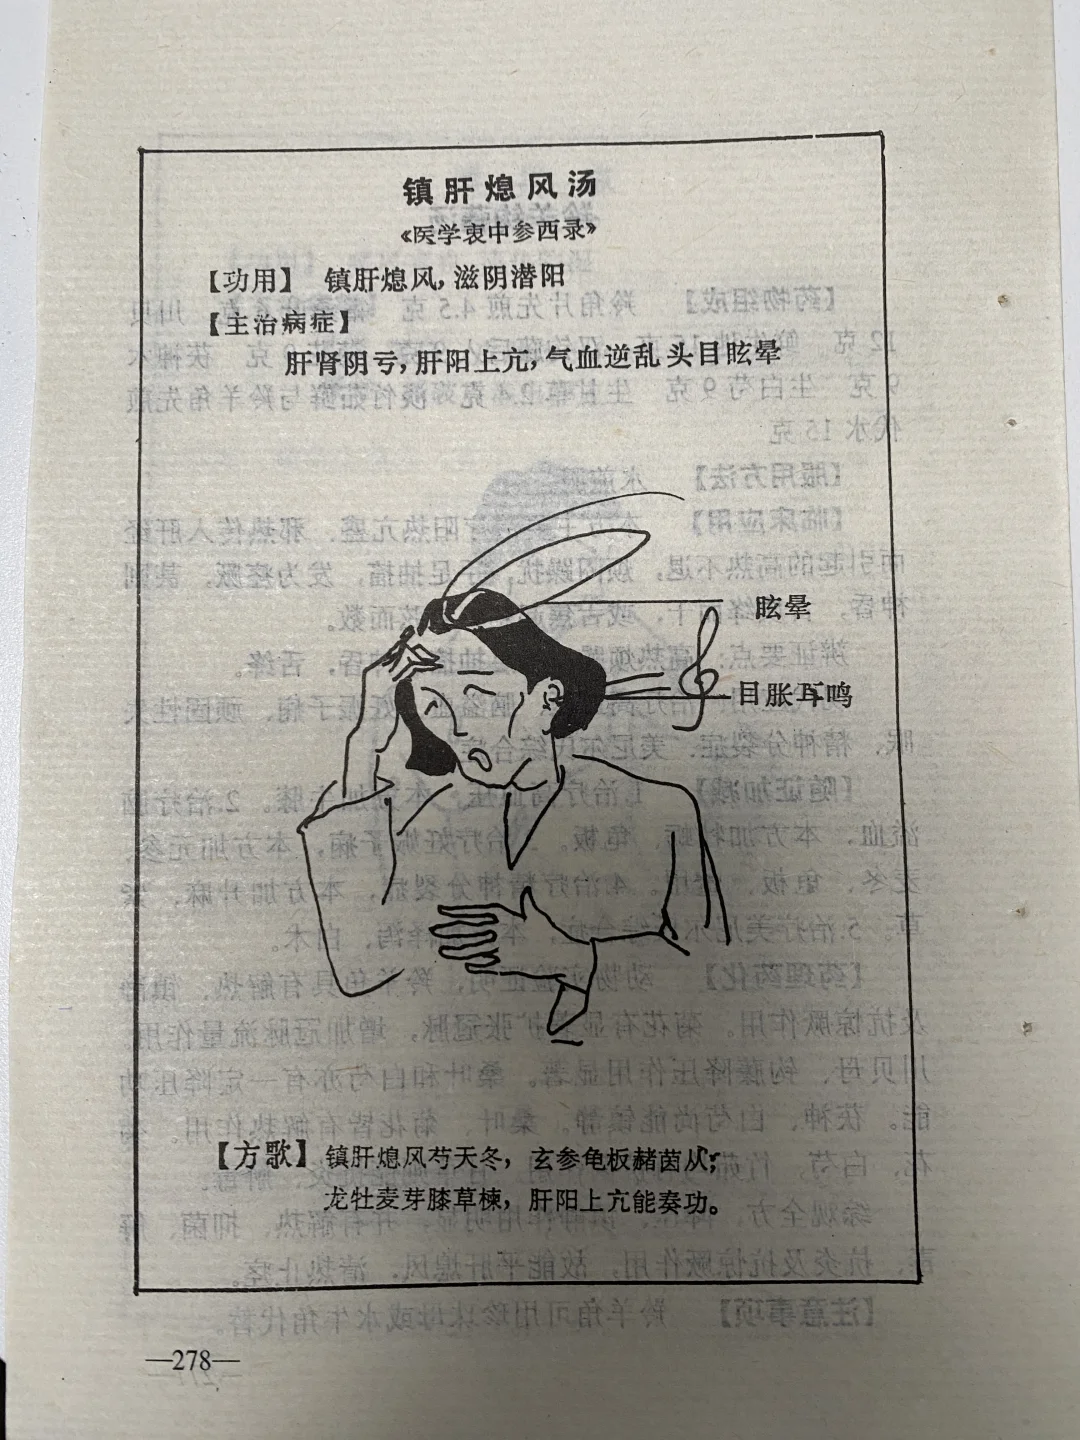 镇肝熄风汤
《医学衷中参西录》
【功用】 镇肝熄风，滋阴潜阳
【主治病症】
肝肾阴亏，肝阳上亢，气血逆乱头目眩晕
眩晕
目胀耳鸣
【方歌】 镇肝熄风芍天冬，玄参龟板赭茵从；
龙牡麦芽膝草楝，肝阳上亢能奏功。
—278—